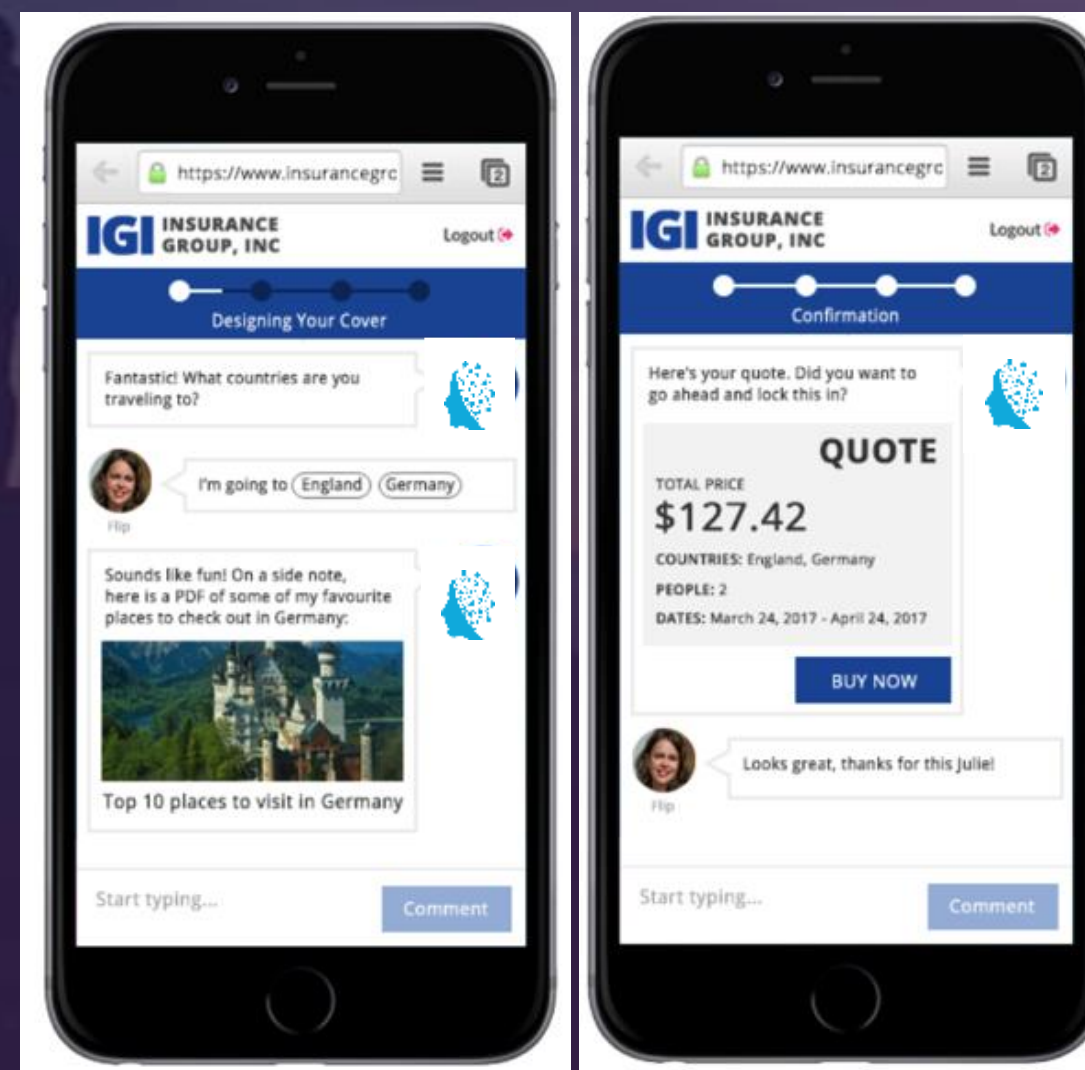 https://www.insurancegrc
2
IGI INSURANCE
GROUP, INC
Logout
Designing Your Cover
Fantastic! What countries are you
traveling to?
I'm going to England Germany
Flip
Sounds like fun! On a side note,
here is a PDF of some of my favourite
places to check out in Germany:
Top 10 places to visit in Germany
Start typing...
Comment
https://www.insurancegrc
2
IGI INSURANCE
GROUP, INC
Logout
Confirmation
Here's your quote. Did you want to
go ahead and lock this in?
QUOTE
TOTAL PRICE
$127.42
COUNTRIES: England, Germany
PEOPLE: 2
DATES: March 24, 2017 - April 24, 2017
BUY NOW
Looks great, thanks for this Julie!
Flip
Start typing...
Comment